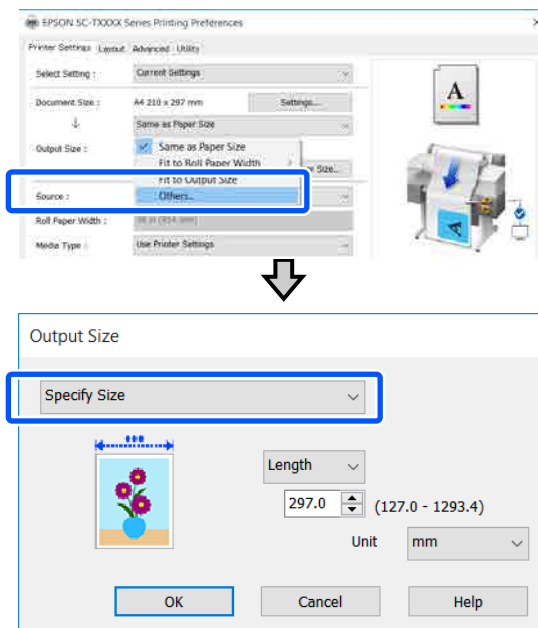 EPSON SC-TXXXX Series Printing Preferences
Printer Settings Layout Advanced Utility
Select Setting : Current Settings
Document Size : A4 210 x 297 mm Settings...
Same as Paper Size
Output Size : Same as Paper Size
Fit to Roll Paper Width
Size...
Fit to Output Size
Source : Others...
Roll Paper Width :
Media Type : Use Printer Settings
A
A
Output Size
Specify Size
Length
297.0 (127.0 - 1293.4)
Unit mm
OK Cancel Help